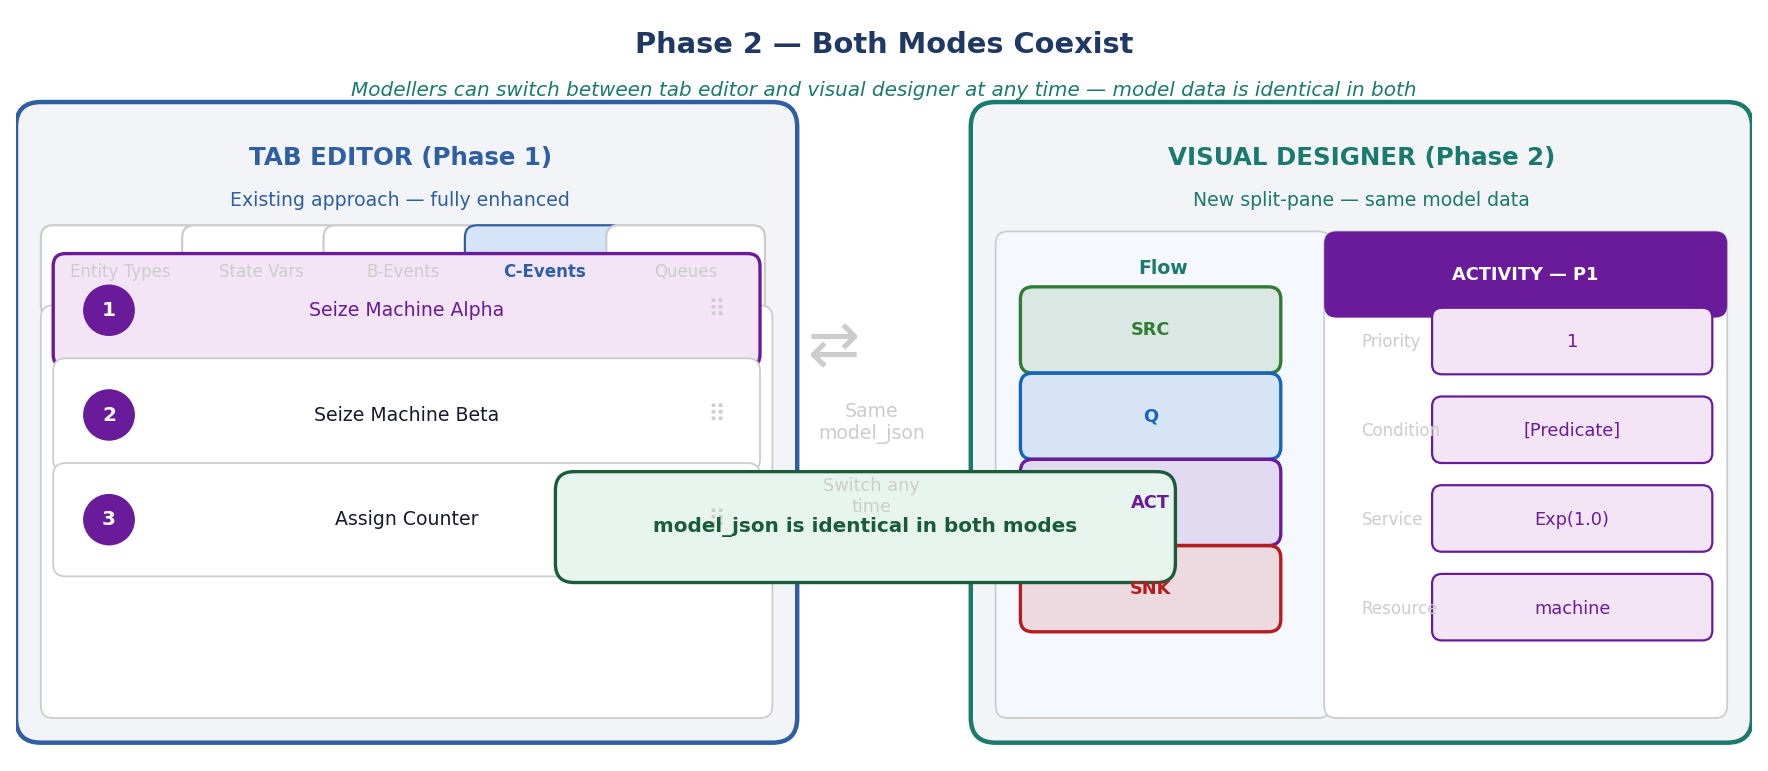 Phase 2 — Both Modes Coexist
Modellers can switch between tab editor and visual designer at any time — model data is identical in both
TAB EDITOR (Phase 1)
Existing approach — fully enhanced
Entity Types
State Vars
B-Events
C-Events
Queues
1
Seize Machine Alpha
2
Seize Machine Beta
3
Assign Counter
⇄
Same
model_json
Switch any
time
model_json is identical in both modes
VISUAL DESIGNER (Phase 2)
New split-pane — same model data
Flow
SRC
Q
ACT
SNK
ACTIVITY — P1
Priority
1
Condition
[Predicate]
Service
Exp(1.0)
Resource
machine